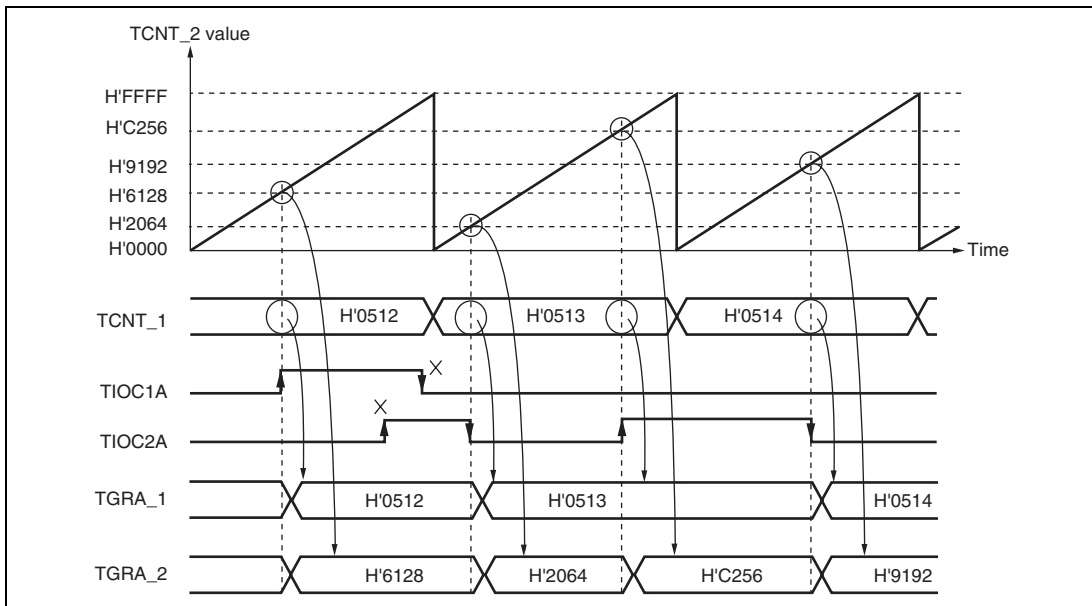 TCNT_2 value
H'FFFF
H'C256
H'9192
H'6128
H'2064
H'0000
Time
TCNT_1 H'0512 H'0513 H'0514
TIOC1A
TIOC2A
TGRA_1 H'0512 H'0513 H'0514
TGRA_2 H'6128 H'2064 H'C256 H'9192